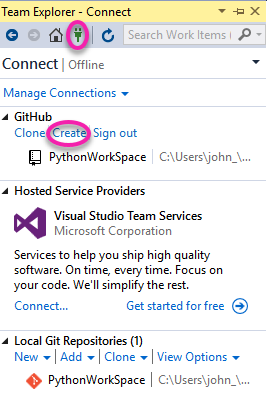 Team Explorer - Connect
Search Work Items (
Connect | Offline
Manage Connections
GitHub
Clone Create Sign out
PythonWorkSpace | C:\Users\john_\...
Hosted Service Providers
Visual Studio Team Services
Microsoft Corporation
Services to help you ship high quality
software. On time, every time. Focus on
your code. We'll simplify the rest.
Connect... Get started for free
Local Git Repositories (1)
New | Add | Clone | View Options
PythonWorkSpace | C:\Users\john_\...